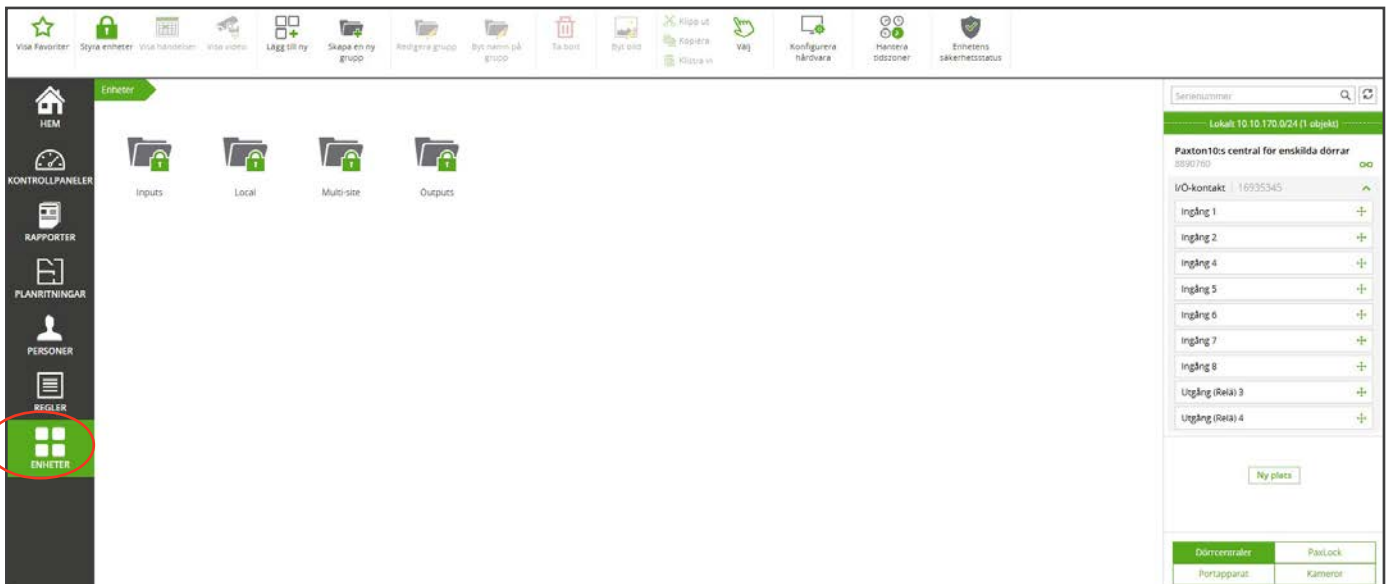 Visa Favoriter
Styra enheter
Visa händelser
Visa video
Lägg till ny
Skapa en ny
grupp
Redigera grupp
Byt namn på
grupp
Ta bort
Byt bild
Klipp ut
Kopiera
Klistra in
Välj
Konfigurera
hårdvara
Hantera
tidszoner
Enhetens
säkerhetsstatus
HEM
KONTROLLPANELER
RAPPORTER
PLANRITNINGAR
PERSONER
REGLER
ENHETER
Enheter
Inputs
Local
Multi-site
Outputs
Serienummer
Lokalt 10.10.170.0/24 (1 objekt)
Paxton10:s central för enskilda dörrar
8890760
I/O-kontakt 16935345
Ingång 1
Ingång 2
Ingång 4
Ingång 5
Ingång 6
Ingång 7
Ingång 8
Utgång (Relä) 3
Utgång (Relä) 4
Ny plats
Dörrcentraler
PaxLock
Portapparat
Kameror